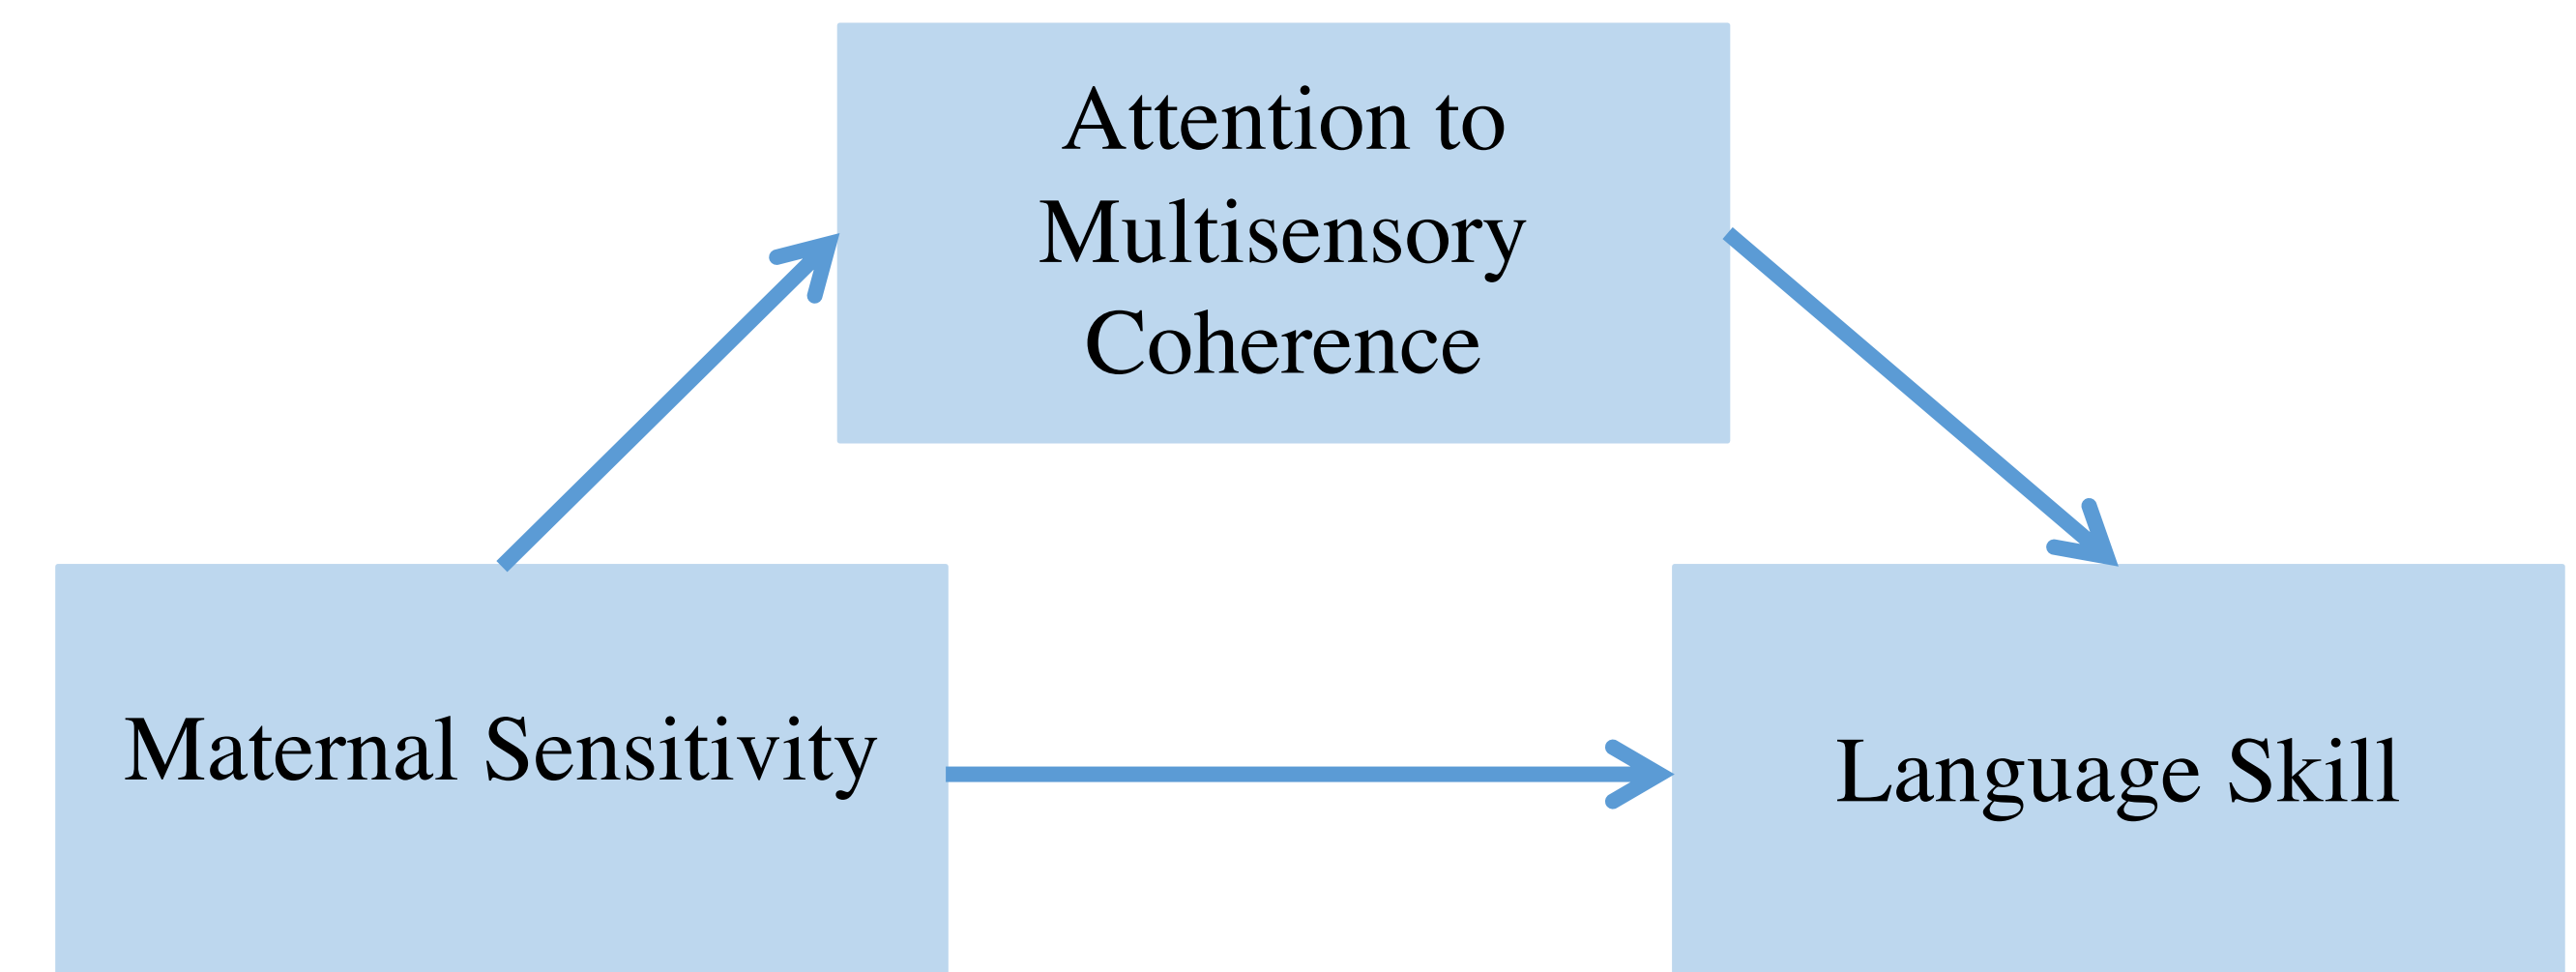 Attention to
Multisensory
Coherence
Maternal Sensitivity
Language Skill